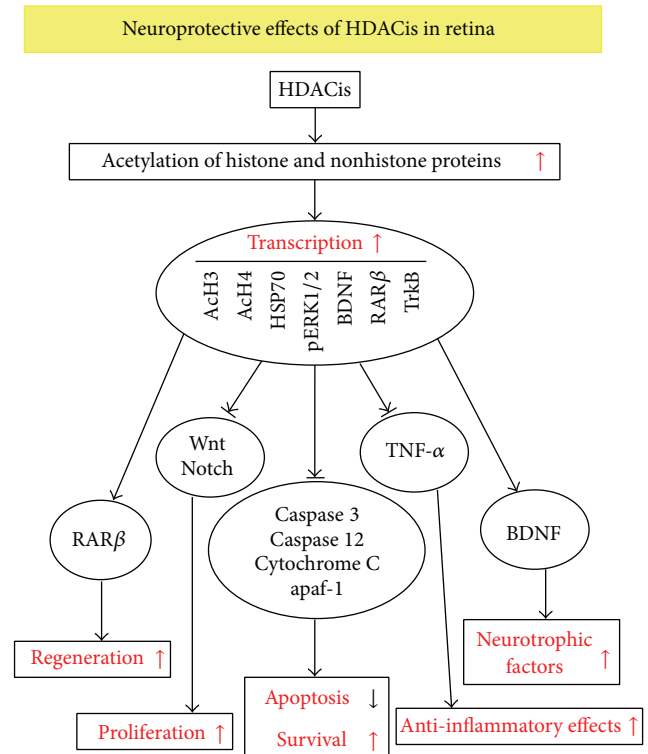 Neuroprotective effects of HDACis in retina
HDACis
Acetylation of histone and nonhistone proteins ↑
Transcription ↑
AcH3
AcH4
HSP70
pERK1/2
BDNF
RARβ
TrkB
Wnt
Notch
TNF-α
RARβ
Caspase 3
Caspase 12
Cytochrome C
apaf-1
BDNF
Regeneration ↑
Neurotrophic
factors ↑
Proliferation ↑
Apoptosis ↓
Survival ↑
Anti-inflammatory effects ↑